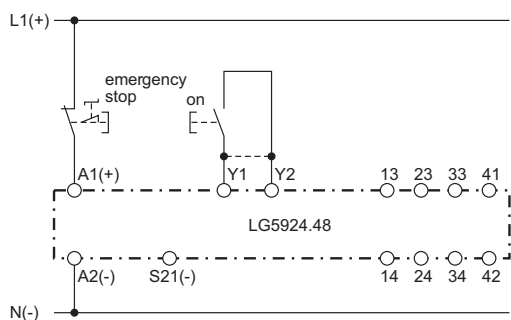 L1(+)
emergency
stop
on
A1(+)
Y1
Y2
13
23
33
41
LG5924.48
A2(-)
S21(-)
14
24
34
42
N(-)